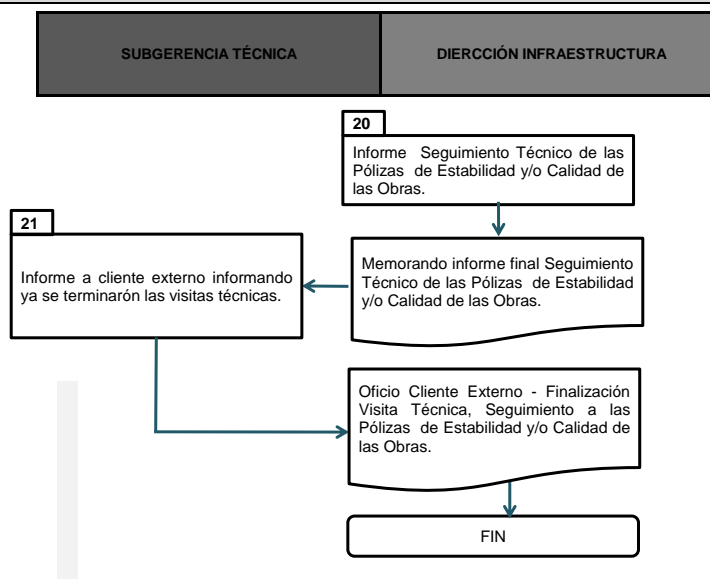 SUBGERENCIA TÉCNICA
DIERCCIÓN INFRAESTRUCTURA
20
Informe Seguimiento Técnico de las
Pólizas de Estabilidad y/o Calidad de
las Obras.
21
Informe a cliente externo informando
ya se terminarón las visitas técnicas.
Memorando informe final Seguimiento
Técnico de las Pólizas de Estabilidad
y/o Calidad de las Obras.
Oficio Cliente Externo - Finalización
Visita Técnica, Seguimiento a las
Pólizas de Estabilidad y/o Calidad de
las Obras.
FIN